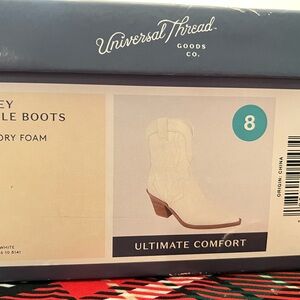 Universal Thread
GOODS
CO.
EY
LE BOOTS
ORY FOAM
8
ORIGIN: CHINA
WHITE
ULTIMATE COMFORT